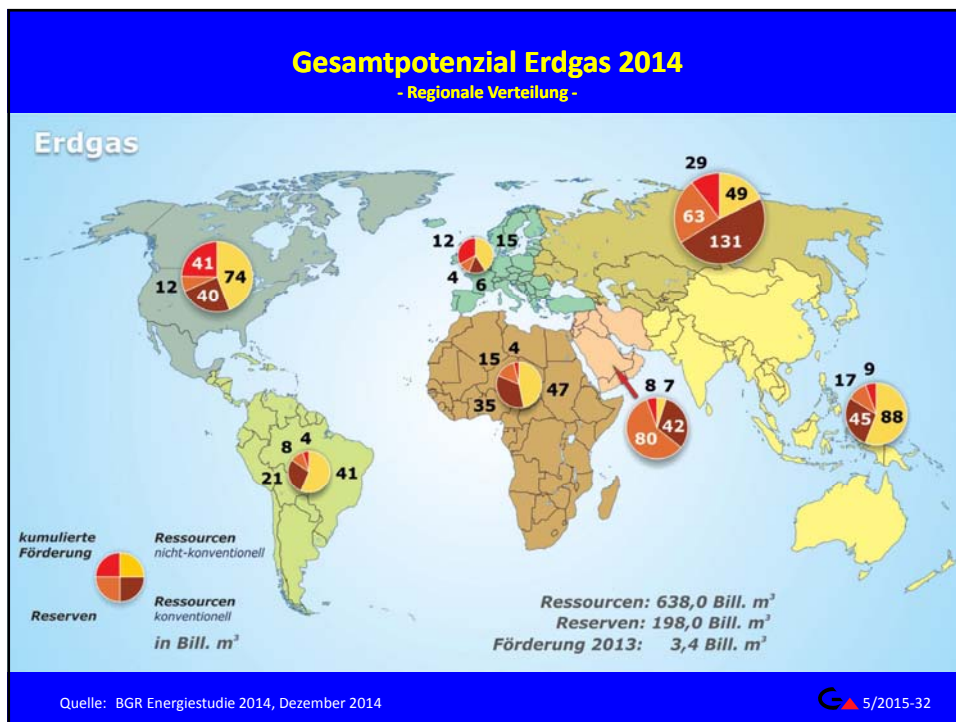 Gesamtpotenzial Erdgas 2014
- Regionale Verteilung -
Erdgas
41
74
12
40
12
15
4
6
29
49
63
131
15
4
47
35
8
7
42
80
17
9
88
45
8
4
41
21
kumulierte
Förderung
Ressourcen
nicht-konventionell
Reserven
Ressourcen
konventionell
in Bill. m³
Ressourcen: 638,0 Bill. m³
Reserven: 198,0 Bill. m³
Förderung 2013: 3,4 Bill. m³
Quelle: BGR Energiestudie 2014, Dezember 2014
G 5/2015-32